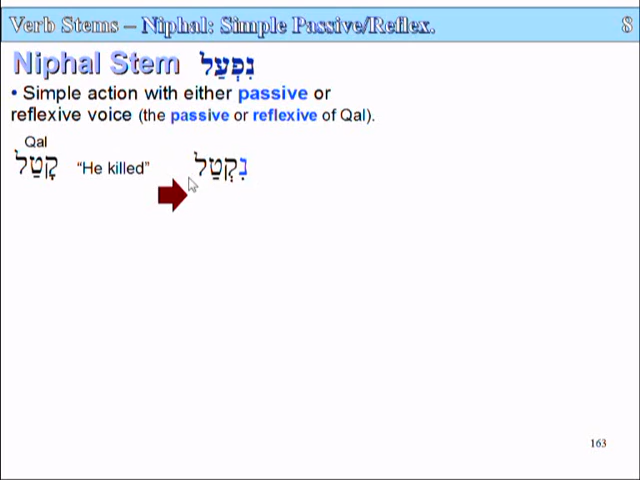 Verb Stems – Niphal: Simple Passive/Reflex. 8
Niphal Stem נִפְעַל
• Simple action with either passive or
reflexive voice (the passive or reflexive of Qal).
Qal
קָטַל "He killed" נִקְטַל
163